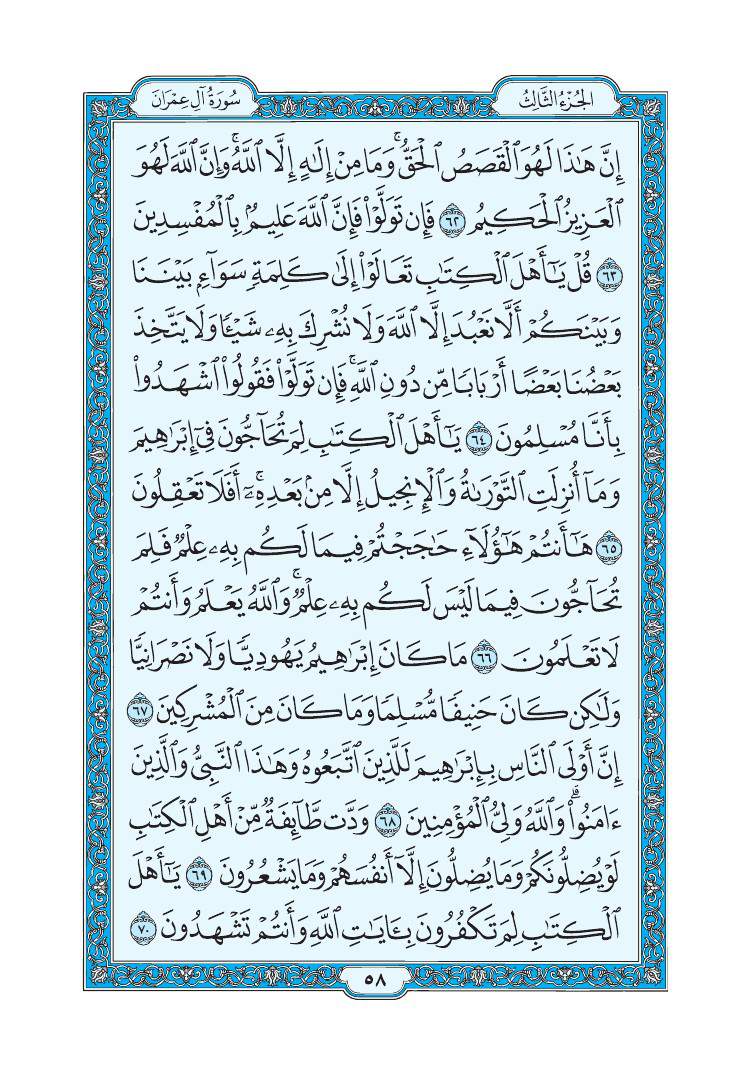 الجُزْءُ الثَّالِثُ
سُورَةُ آلِ عِمْرَانَ
إِنَّ هَٰذَا لَهُوَ ٱلْقَصَصُ ٱلْحَقُّۚ وَمَا مِنْ إِلَٰهٍ إِلَّا ٱللَّهُۚ وَإِنَّ ٱللَّهَ لَهُوَ
ٱلْعَزِيزُ ٱلْحَكِيمُ ٦٢ فَإِن تَوَلَّوْا۟ فَإِنَّ ٱللَّهَ عَلِيمٌۢ بِٱلْمُفْسِدِينَ
٦٣ قُلْ يَٰٓأَهْلَ ٱلْكِتَٰبِ تَعَالَوْا۟ إِلَىٰ كَلِمَةٍ سَوَآءٍۭ بَيْنَنَا
وَبَيْنَكُمْ أَلَّا نَعْبُدَ إِلَّا ٱللَّهَ وَلَا نُشْرِكَ بِهِۦ شَيْـًٔا وَلَا يَتَّخِذَ
بَعْضُنَا بَعْضًا أَرْبَابًا مِّن دُونِ ٱللَّهِۚ فَإِن تَوَلَّوْا۟ فَقُولُوا۟ ٱشْهَدُوا۟
بِأَنَّا مُسْلِمُونَ ٦٤ يَٰٓأَهْلَ ٱلْكِتَٰبِ لِمَ تُحَآجُّونَ فِىٓ إِبْرَٰهِيمَ
وَمَآ أُنزِلَتِ ٱلتَّوْرَىٰةُ وَٱلْإِنجِيلُ إِلَّا مِنۢ بَعْدِهِۦٓۚ أَفَلَا تَعْقِلُونَ
٦٥ هَٰٓأَنتُمْ هَٰٓؤُلَآءِ حَٰجَجْتُمْ فِيمَا لَكُم بِهِۦ عِلْمٌ فَلِمَ
تُحَآجُّونَ فِيمَا لَيْسَ لَكُم بِهِۦ عِلْمٌۚ وَٱللَّهُ يَعْلَمُ وَأَنتُمْ
لَا تَعْلَمُونَ ٦٦ مَا كَانَ إِبْرَٰهِيمُ يَهُودِيًّا وَلَا نَصْرَانِيًّا
وَلَٰكِن كَانَ حَنِيفًا مُّسْلِمًا وَمَا كَانَ مِنَ ٱلْمُشْرِكِينَ ٦٧
إِنَّ أَوْلَى ٱلنَّاسِ بِإِبْرَٰهِيمَ لَلَّذِينَ ٱتَّبَعُوهُ وَهَٰذَا ٱلنَّبِىُّ وَٱلَّذِينَ
ءَامَنُوا۟ۗ وَٱللَّهُ وَلِىُّ ٱلْمُؤْمِنِينَ ٦٨ وَدَّت طَّآئِفَةٌ مِّنْ أَهْلِ ٱلْكِتَٰبِ
لَوْ يُضِلُّونَكُمْ وَمَا يُضِلُّونَ إِلَّآ أَنفُسَهُمْ وَمَا يَشْعُرُونَ ٦٩ يَٰٓأَهْلَ
ٱلْكِتَٰبِ لِمَ تَكْفُرُونَ بِـَٔايَٰتِ ٱللَّهِ وَأَنتُمْ تَشْهَدُونَ ٧٠
٥٨